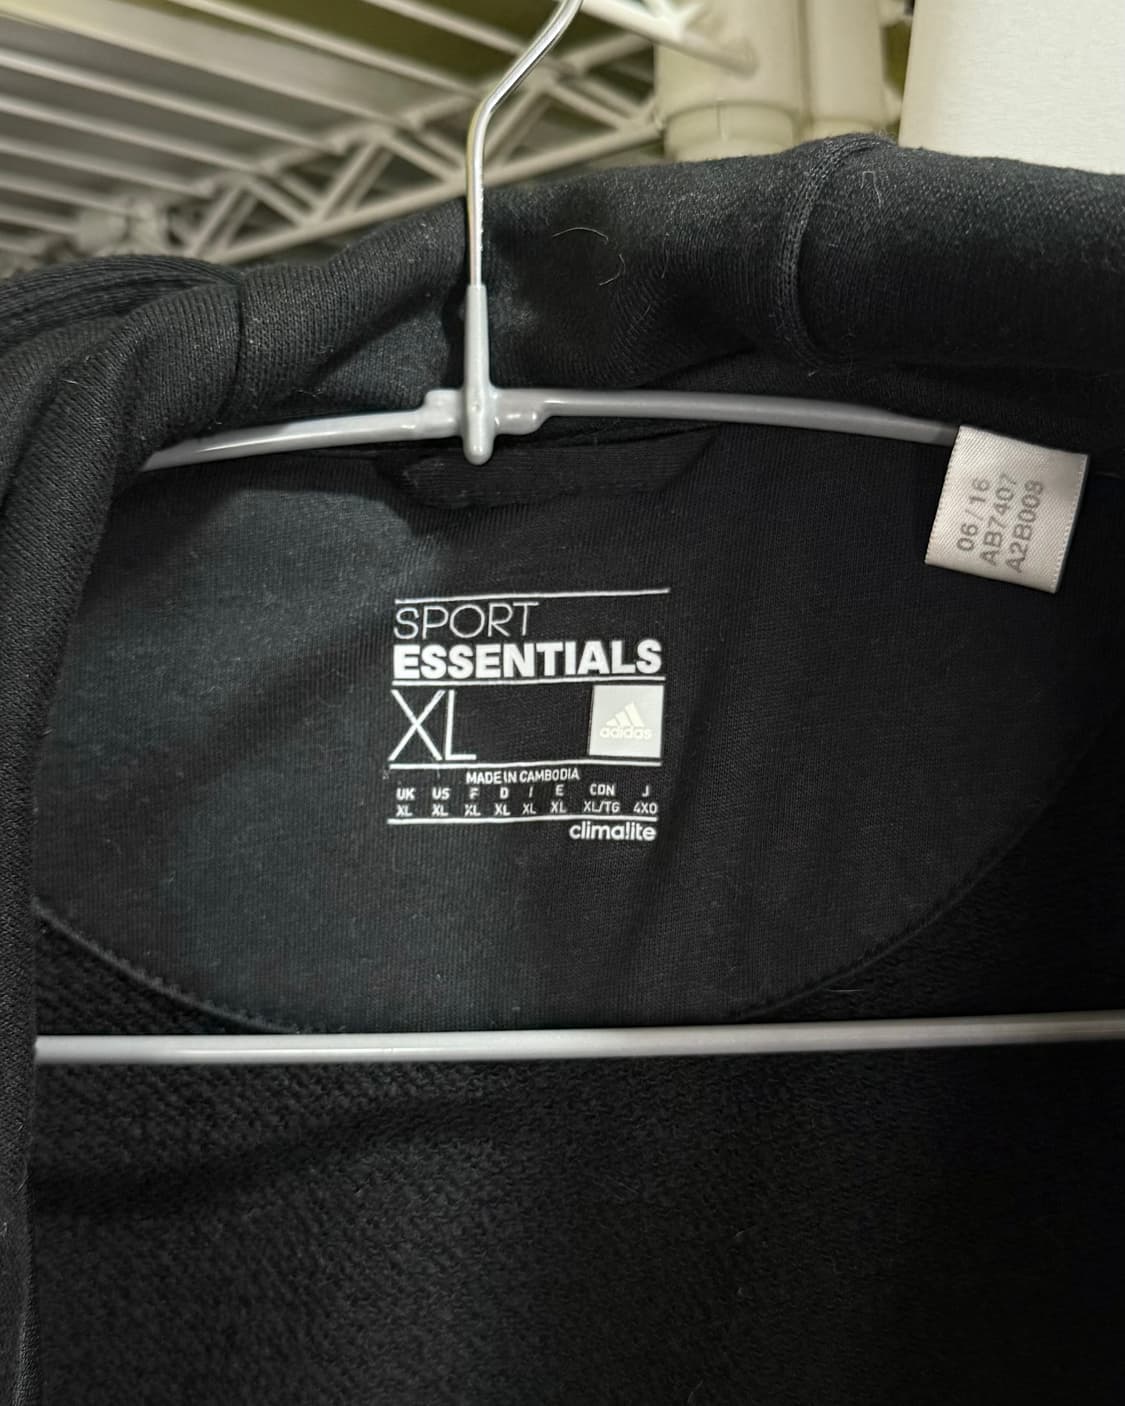 SPORT
ESSENTIALS
XL
adidas
MADE IN CAMBODIA
UK US F D I E CDN J
XL XL XL XL XL XL XL/TG 4XO
climalite
06/16
AB7407
A2B009